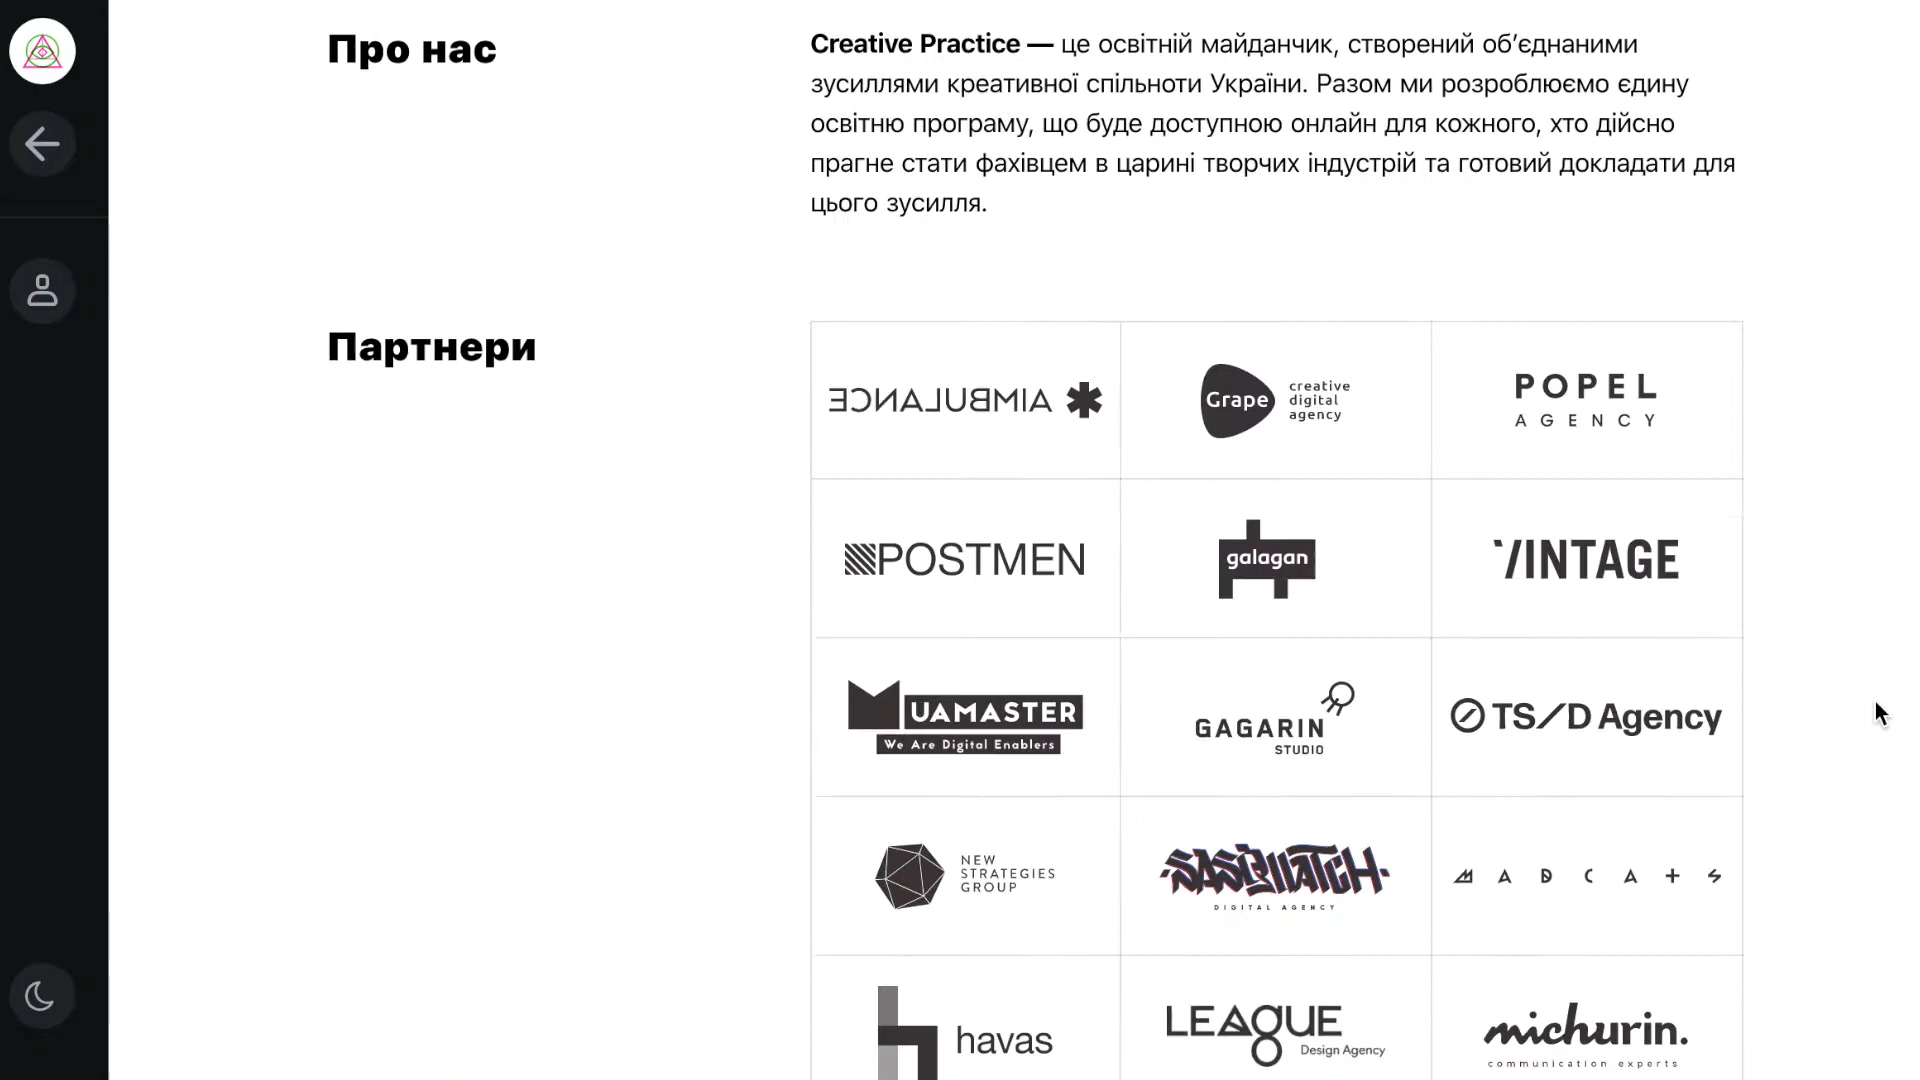 Про нас
Creative Practice — це освітній майданчик, створений об’єднаними
зусиллями креативної спільноти України. Разом ми розроблюємо єдину
освітню програму, що буде доступною онлайн для кожного, хто дійсно
прагне стати фахівцем в царині творчих індустрій та готовий докладати для
цього зусилля.
Партнери
AIMBULANCE
Grape
creative
digital
agency
POPEL
AGENCY
POSTMEN
galagan
VINTAGE
UAMASTER
We Are Digital Enablers
GAGARIN
STUDIO
TS/D Agency
NEW
STRATEGIES
GROUP
SASQUATCH
DIGITAL AGENCY
MADCATS
havas
LEAGUE
Design Agency
michurin.
communication experts